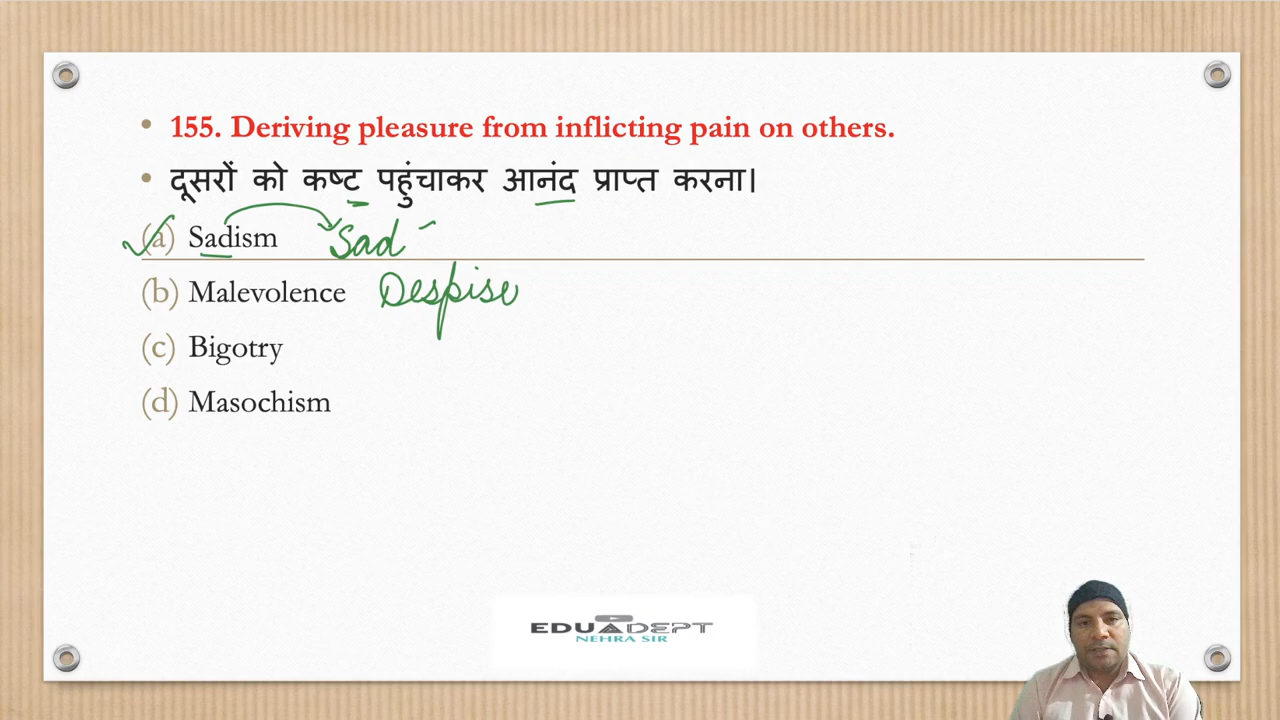 • 155. Deriving pleasure from inflicting pain on others.
• दूसरों को कष्ट पहुंचाकर आनंद प्राप्त करना।
(a) Sadism Sad
(b) Malevolence Despise
(c) Bigotry
(d) Masochism
EDUADEPT
NEHRA SIR